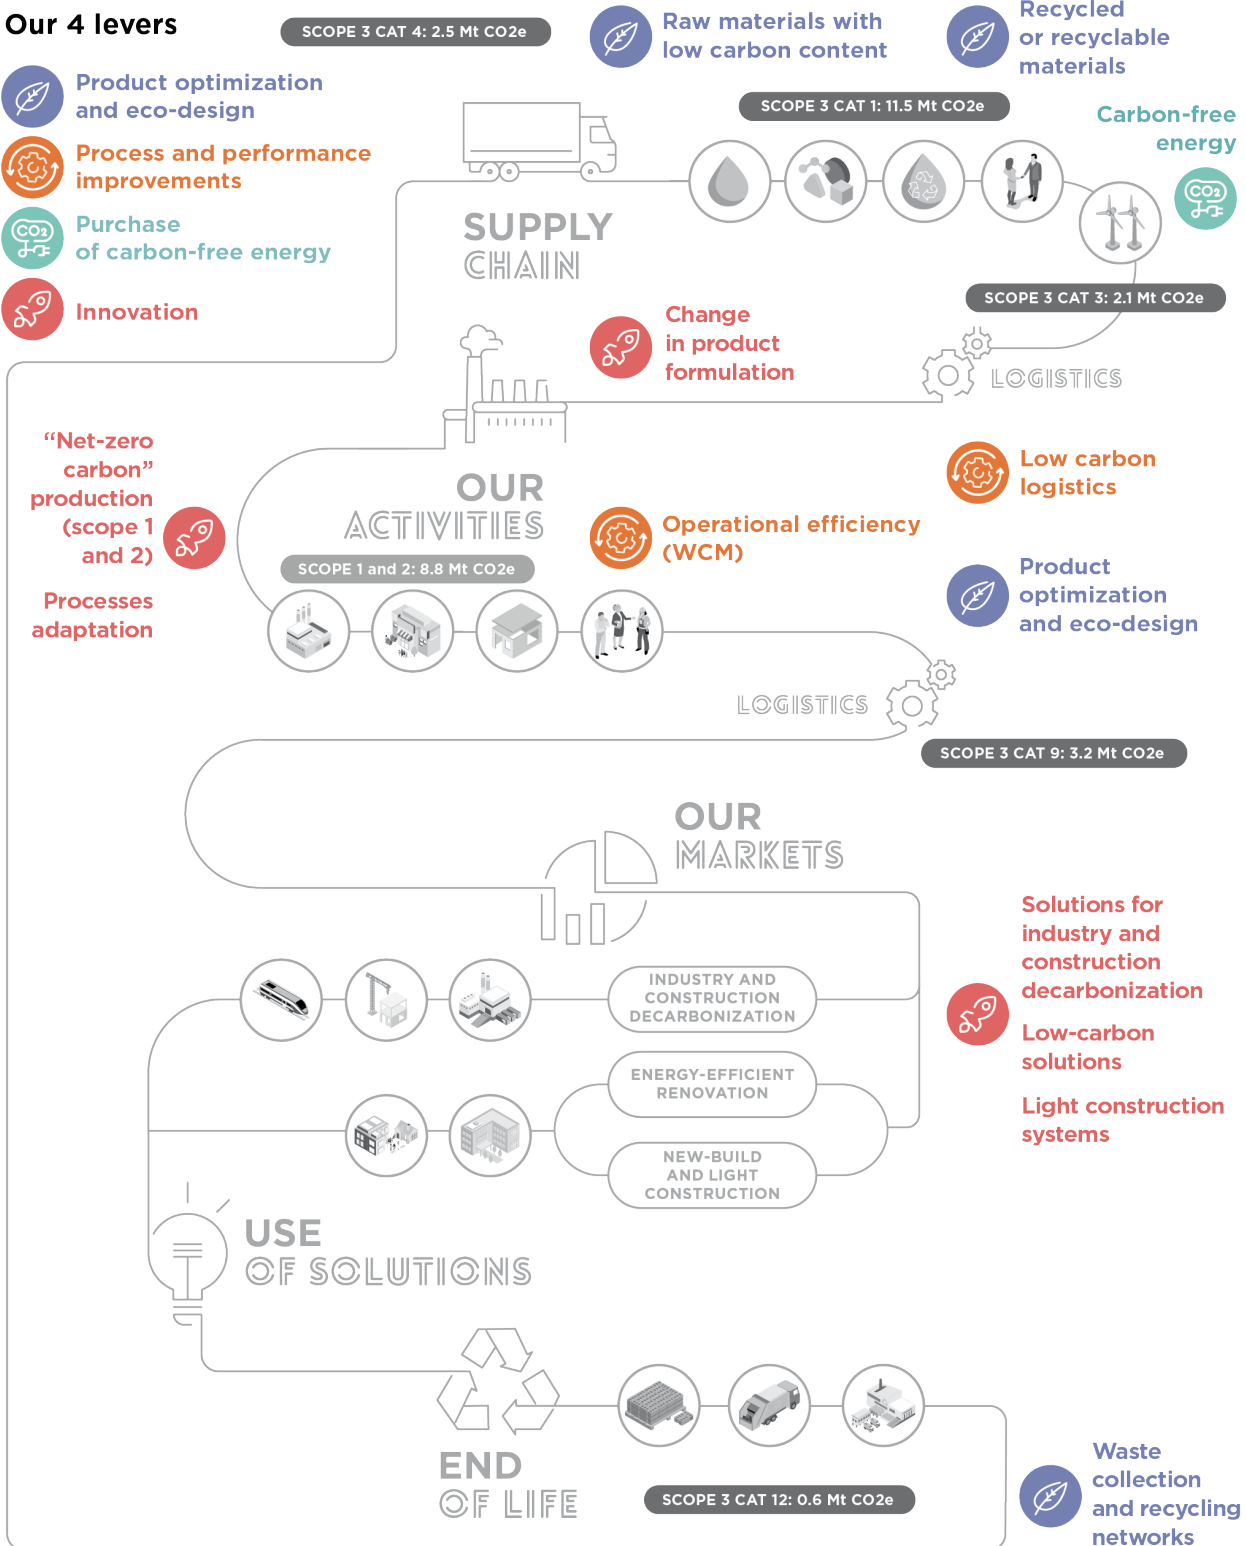 Our 4 levers
Product optimization
and eco-design
Process and performance
improvements
CO2
Purchase
of carbon-free energy
Innovation
SCOPE 3 CAT 4: 2.5 Mt CO2e
Raw materials with
low carbon content
Recycled
or recyclable
materials
SCOPE 3 CAT 1: 11.5 Mt CO2e
Carbon-free
energy
CO2
SUPPLY
CHAIN
SCOPE 3 CAT 3: 2.1 Mt CO2e
Change
in product
formulation
LOGISTICS
“Net-zero
carbon”
production
(scope 1
and 2)
Processes
adaptation
OUR
ACTIVITIES
Low carbon
logistics
Operational efficiency
(WCM)
SCOPE 1 and 2: 8.8 Mt CO2e
Product
optimization
and eco-design
LOGISTICS
SCOPE 3 CAT 9: 3.2 Mt CO2e
OUR
MARKETS
INDUSTRY AND
CONSTRUCTION
DECARBONIZATION
ENERGY-EFFICIENT
RENOVATION
NEW-BUILD
AND LIGHT
CONSTRUCTION
Solutions for
industry and
construction
decarbonization
Low-carbon
solutions
Light construction
systems
USE
OF SOLUTIONS
END
OF LIFE
SCOPE 3 CAT 12: 0.6 Mt CO2e
Waste
collection
and recycling
networks